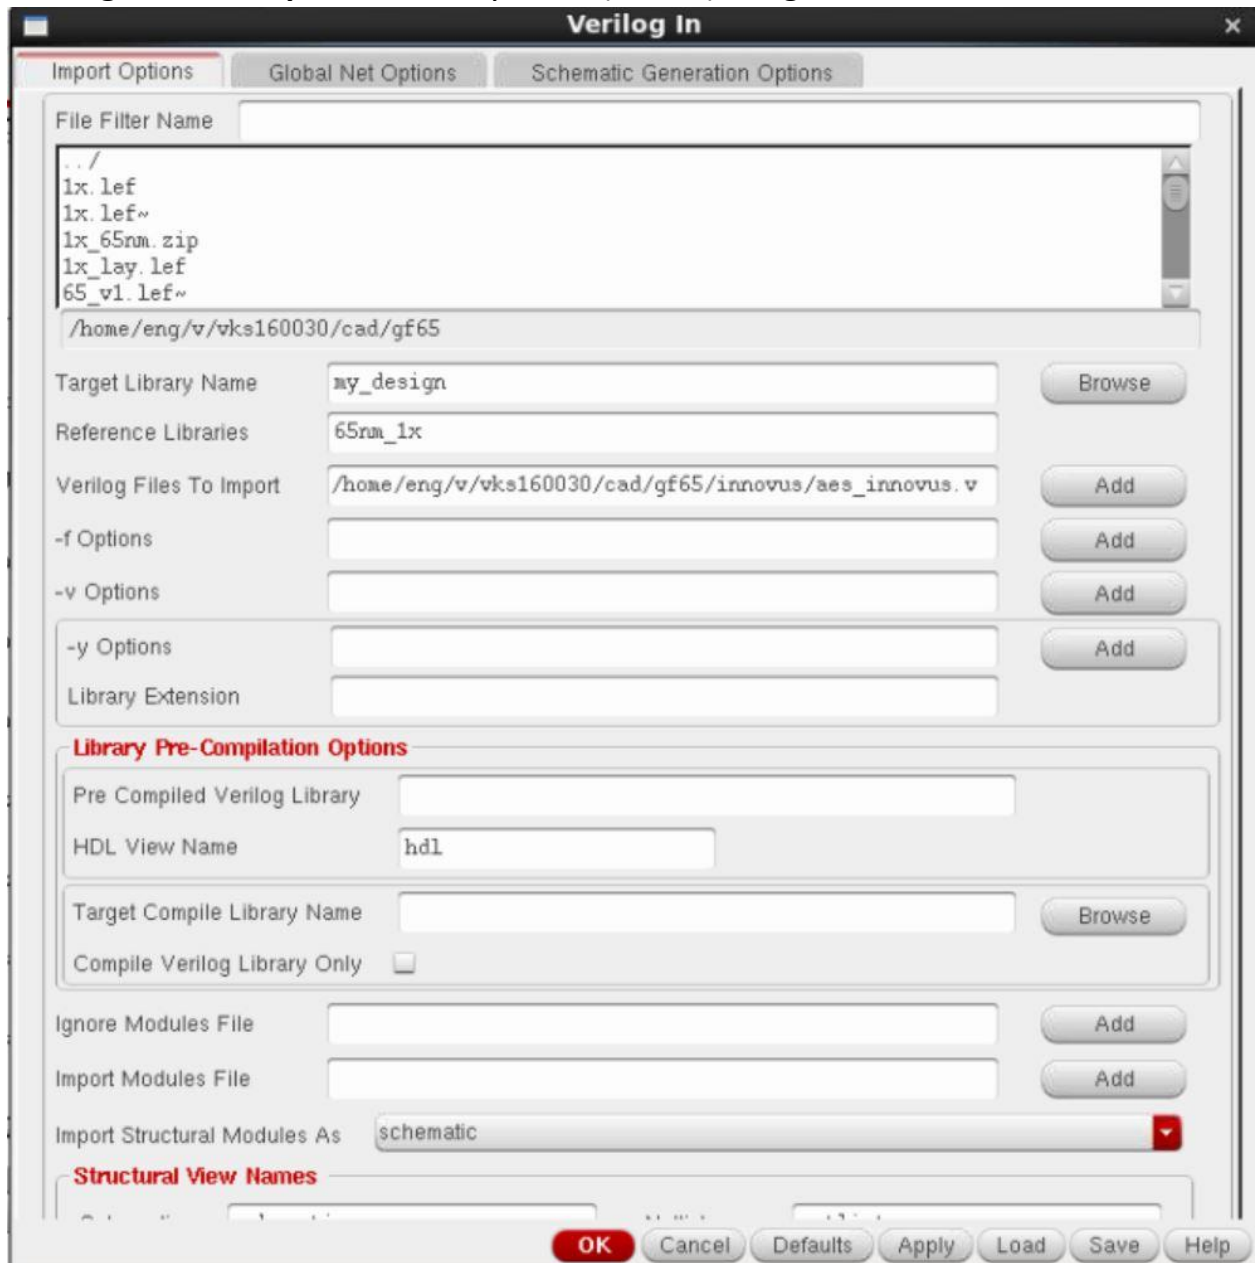 Verilog In
Import Options Global Net Options Schematic Generation Options
File Filter Name
../
1x.lef
1x.lef~
1x_65nm.zip
1x_lay.lef
65_v1.lef~
/home/eng/v/vks160030/cad/gf65
Target Library Name my_design Browse
Reference Libraries 65nm_1x
Verilog Files To Import /home/eng/v/vks160030/cad/gf65/innovus/aes_innovus.v Add
-f Options Add
-v Options Add
-y Options Add
Library Extension
Library Pre-Compilation Options
Pre Compiled Verilog Library
HDL View Name hdl
Target Compile Library Name Browse
Compile Verilog Library Only
Ignore Modules File Add
Import Modules File Add
Import Structural Modules As schematic
Structural View Names
OK Cancel Defaults Apply Load Save Help